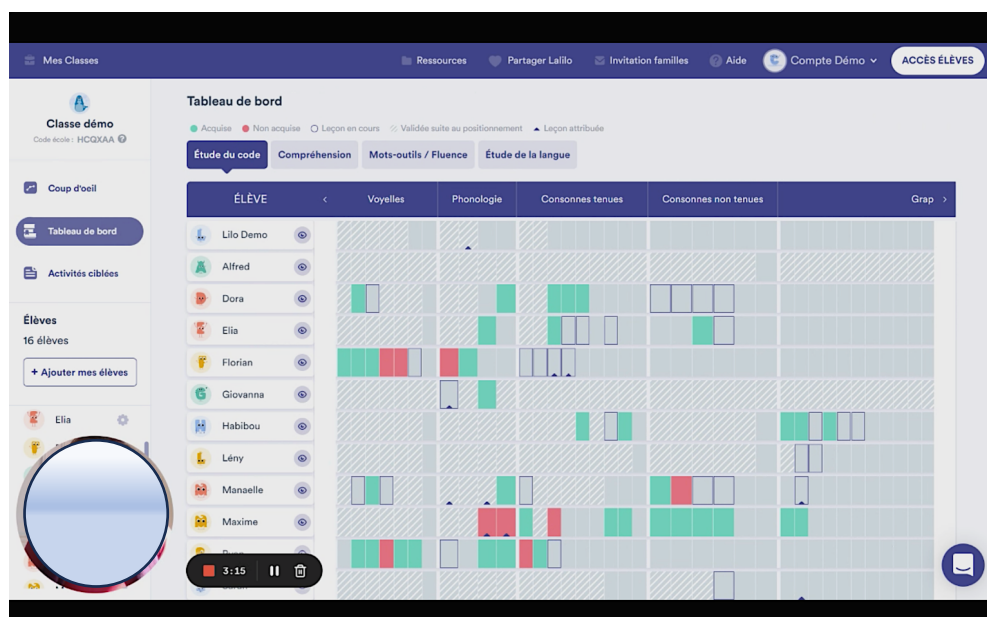 Mes Classes
Ressources
Partager Lalilo
Invitation familles
Aide
Compte Démo
ACCÈS ÉLÈVES
Classe démo
Code école : HCQXAA
Coup d'oeil
Tableau de bord
Activités ciblées
Élèves
16 élèves
+ Ajouter mes élèves
Elia
Tableau de bord
Acquise Non acquise Leçon en cours Validée suite au positionnement Leçon attribuée
Étude du code
Compréhension
Mots-outils / Fluence
Étude de la langue
ÉLÈVE < Voyelles Phonologie Consonnes tenues Consonnes non tenues Grap >
Lilo Demo
Alfred
Dora
Elia
Florian
Giovanna
Habibou
Lény
Manaelle
Maxime
3:15